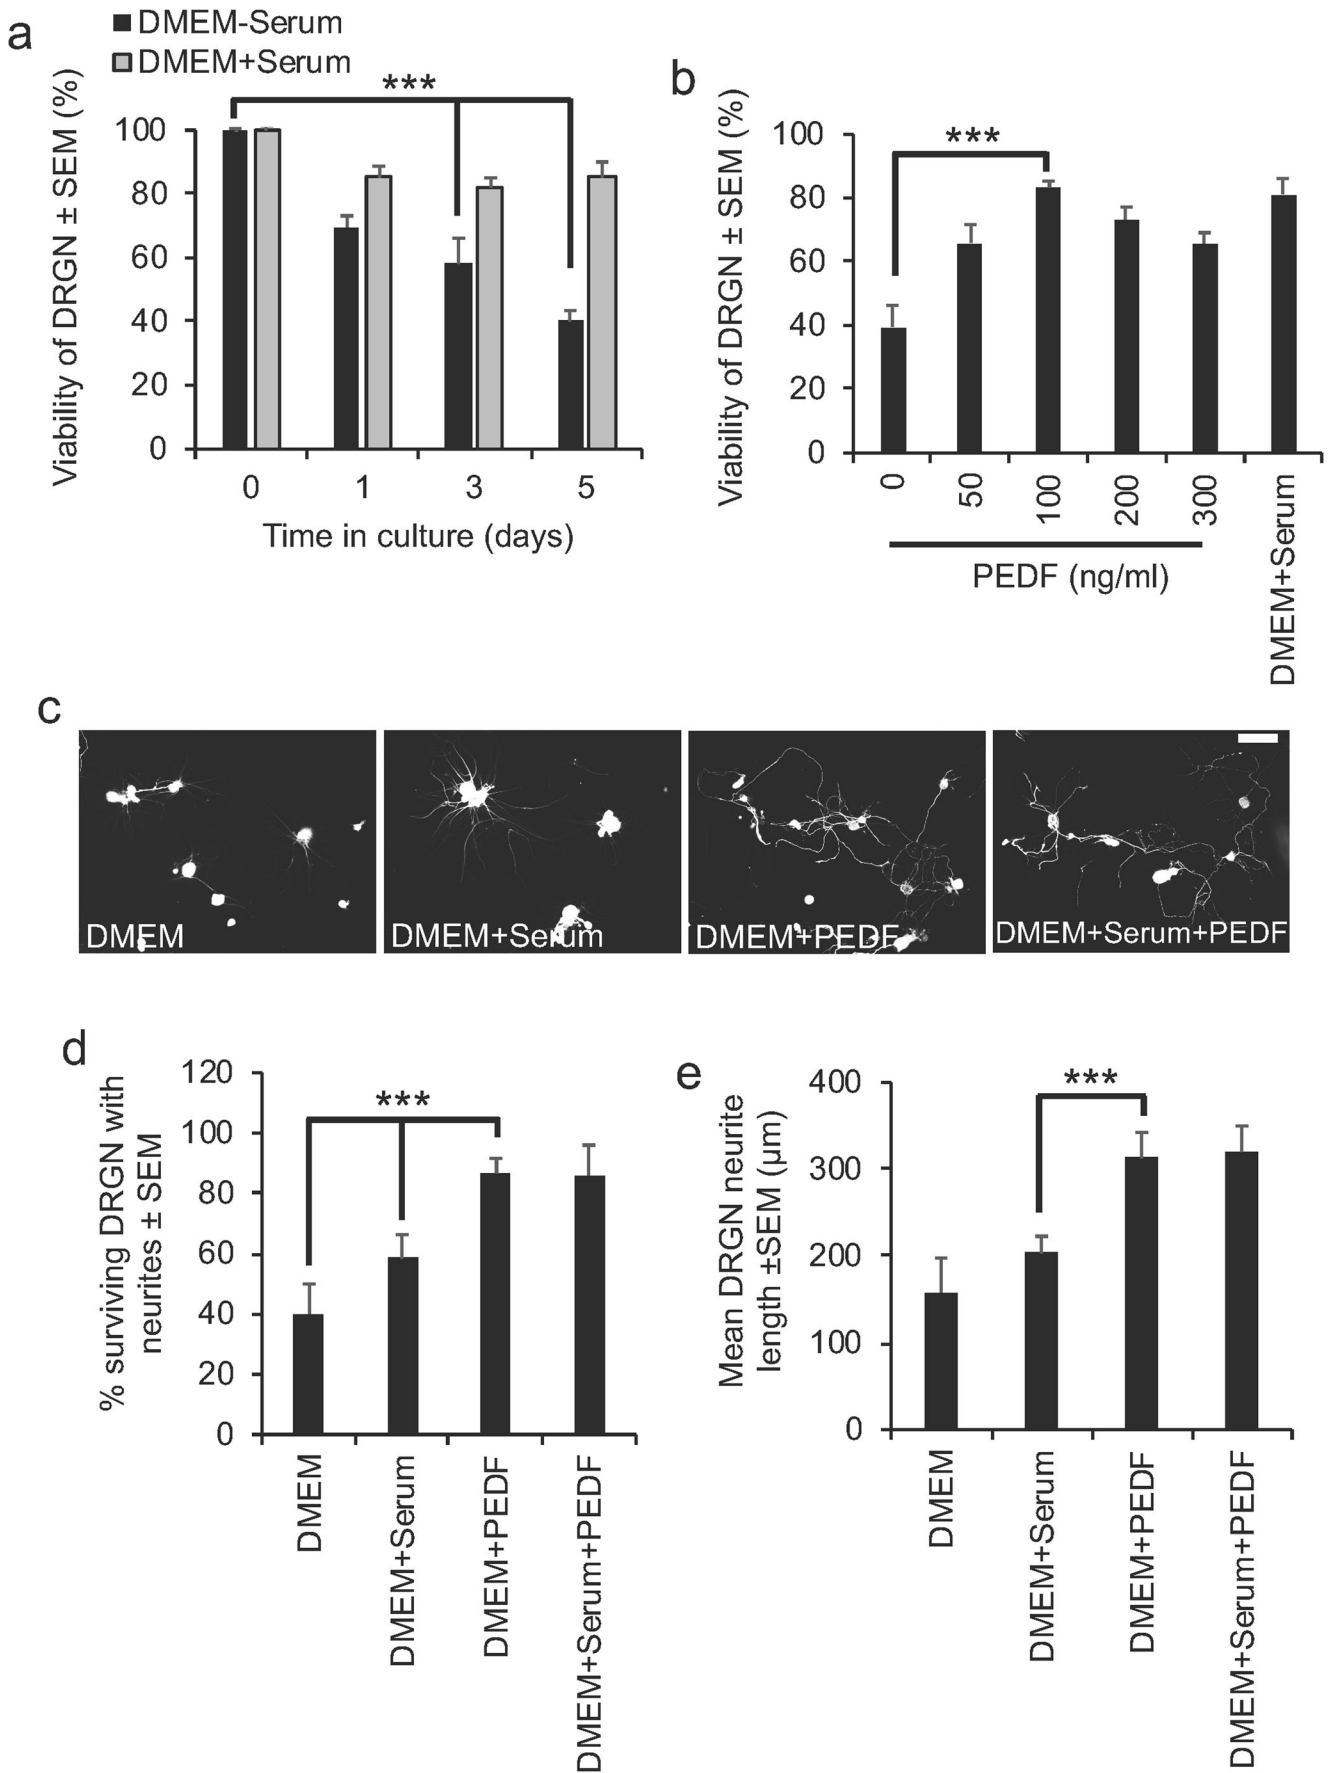 a
DMEM-Serum
DMEM+Serum
***
Viability of DRGN ± SEM (%)
100
80
60
40
20
0
0 1 3 5
Time in culture (days)
b
***
Viability of DRGN ± SEM (%)
100
80
60
40
20
0
0 50 100 200 300 DMEM+Serum
PEDF (ng/ml)
c
DMEM
DMEM+Serum
DMEM+PEDF
DMEM+Serum+PEDF
d
***
% surviving DRGN with
neurites ± SEM
120
100
80
60
40
20
0
DMEM
DMEM+Serum
DMEM+PEDF
DMEM+Serum+PEDF
e
***
Mean DRGN neurite
length ±SEM (µm)
400
300
200
100
0
DMEM
DMEM+Serum
DMEM+PEDF
DMEM+Serum+PEDF